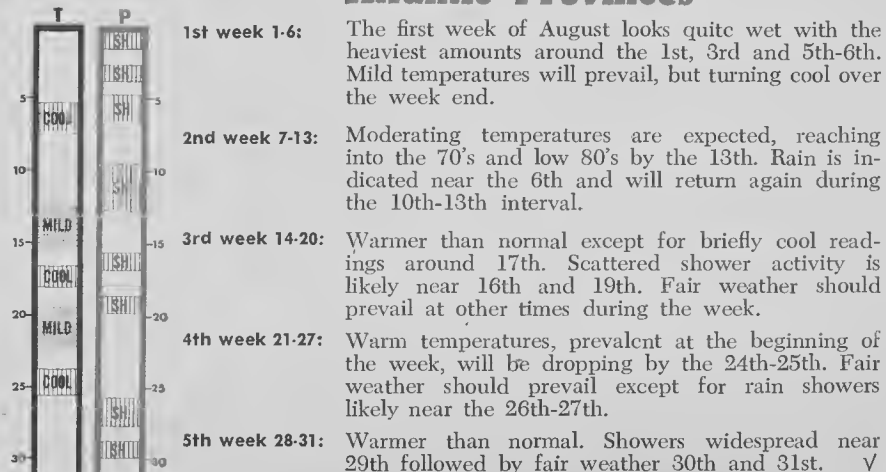 Atlantic Provinces
T P
1st week 1-6: The first week of August looks quite wet with the
heaviest amounts around the 1st, 3rd and 5th-6th.
Mild temperatures will prevail, but turning cool over
the week end.
2nd week 7-13: Moderating temperatures are expected, reaching
into the 70's and low 80's by the 13th. Rain is in-
dicated near the 6th and will return again during
the 10th-13th interval.
3rd week 14-20: Warmer than normal except for briefly cool read-
ings around 17th. Scattered shower activity is
likely near 16th and 19th. Fair weather should
prevail at other times during the week.
4th week 21-27: Warm temperatures, prevalent at the beginning of
the week, will be dropping by the 24th-25th. Fair
weather should prevail except for rain showers
likely near the 26th-27th.
5th week 28-31: Warmer than normal. Showers widespread near
29th followed by fair weather 30th and 31st. √
SH
SH
5 COOL SH 5
10 SH 10
MILD
15 15
COOL SH
SH
20 MILD 20
25 COOL 25
SH
SH
30 30